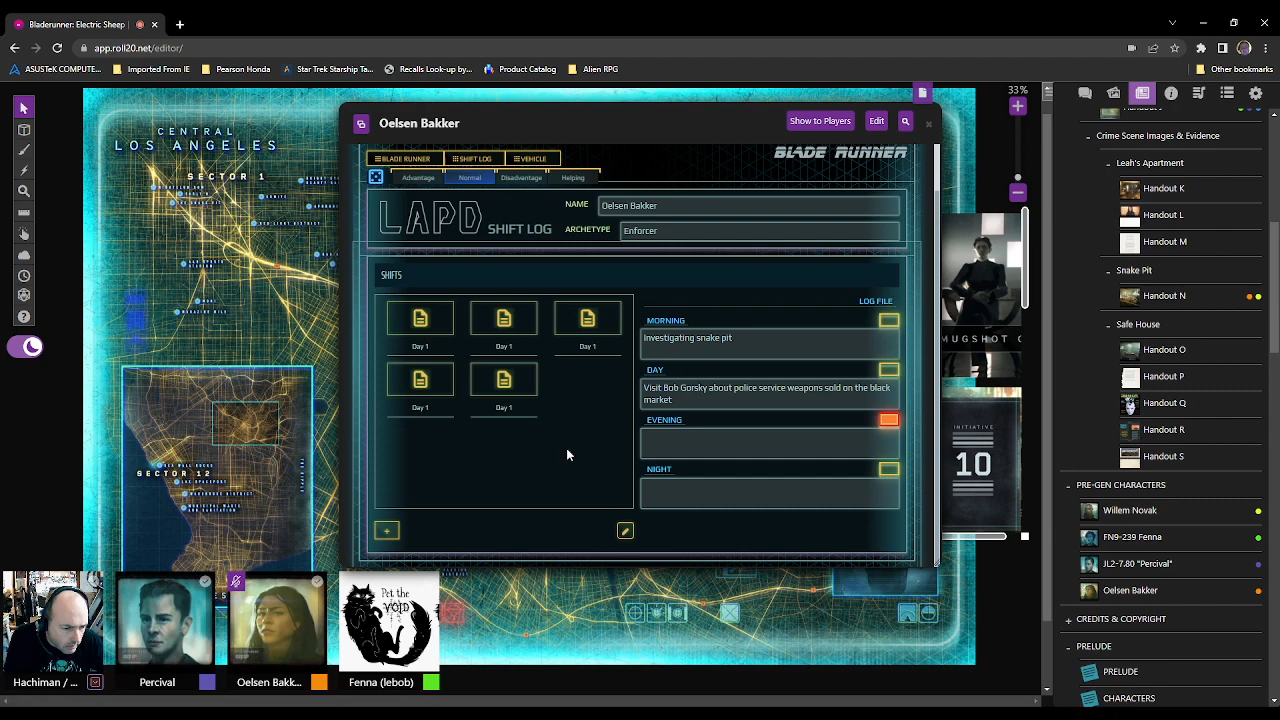 Bladerunner: Electric Sheep
app.roll20.net/editor/
ASUSTeK COMPUTE...
Imported From IE
Pearson Honda
Star Trek Starship Ta...
Recalls Look-up by...
Product Catalog
Alien RPG
Other bookmarks
33%
CENTRAL
LOS ANGELES
SECTOR 1
SECTOR 12
Oelsen Bakker
Show to Players
Edit
BLADE RUNNER
SHIFT LOG
VEHICLE
BLADE RUNNER
Advantage
Normal
Disadvantage
Helping
LAPD SHIFT LOG
NAME
Oelsen Bakker
ARCHETYPE
Enforcer
SHIFTS
Day 1
Day 1
Day 1
Day 1
Day 1
LOG FILE
MORNING
Investigating snake pit
DAY
Visit Bob Gorsky about police service weapons sold on the black
market
EVENING
NIGHT
MUGSHOT
INITIATIVE
10
Crime Scene Images & Evidence
Leah's Apartment
Handout K
Handout L
Handout M
Snake Pit
Handout N
Safe House
Handout O
Handout P
Handout Q
Handout R
Handout S
PRE-GEN CHARACTERS
Willem Novak
FN9-239 Fenna
JL2-7.80 "Percival"
Oelsen Bakker
CREDITS & COPYRIGHT
PRELUDE
PRELUDE
CHARACTERS
Pet the
VOID
Hachiman / ...
Percival
Oelsen Bakk...
Fenna (lebob)